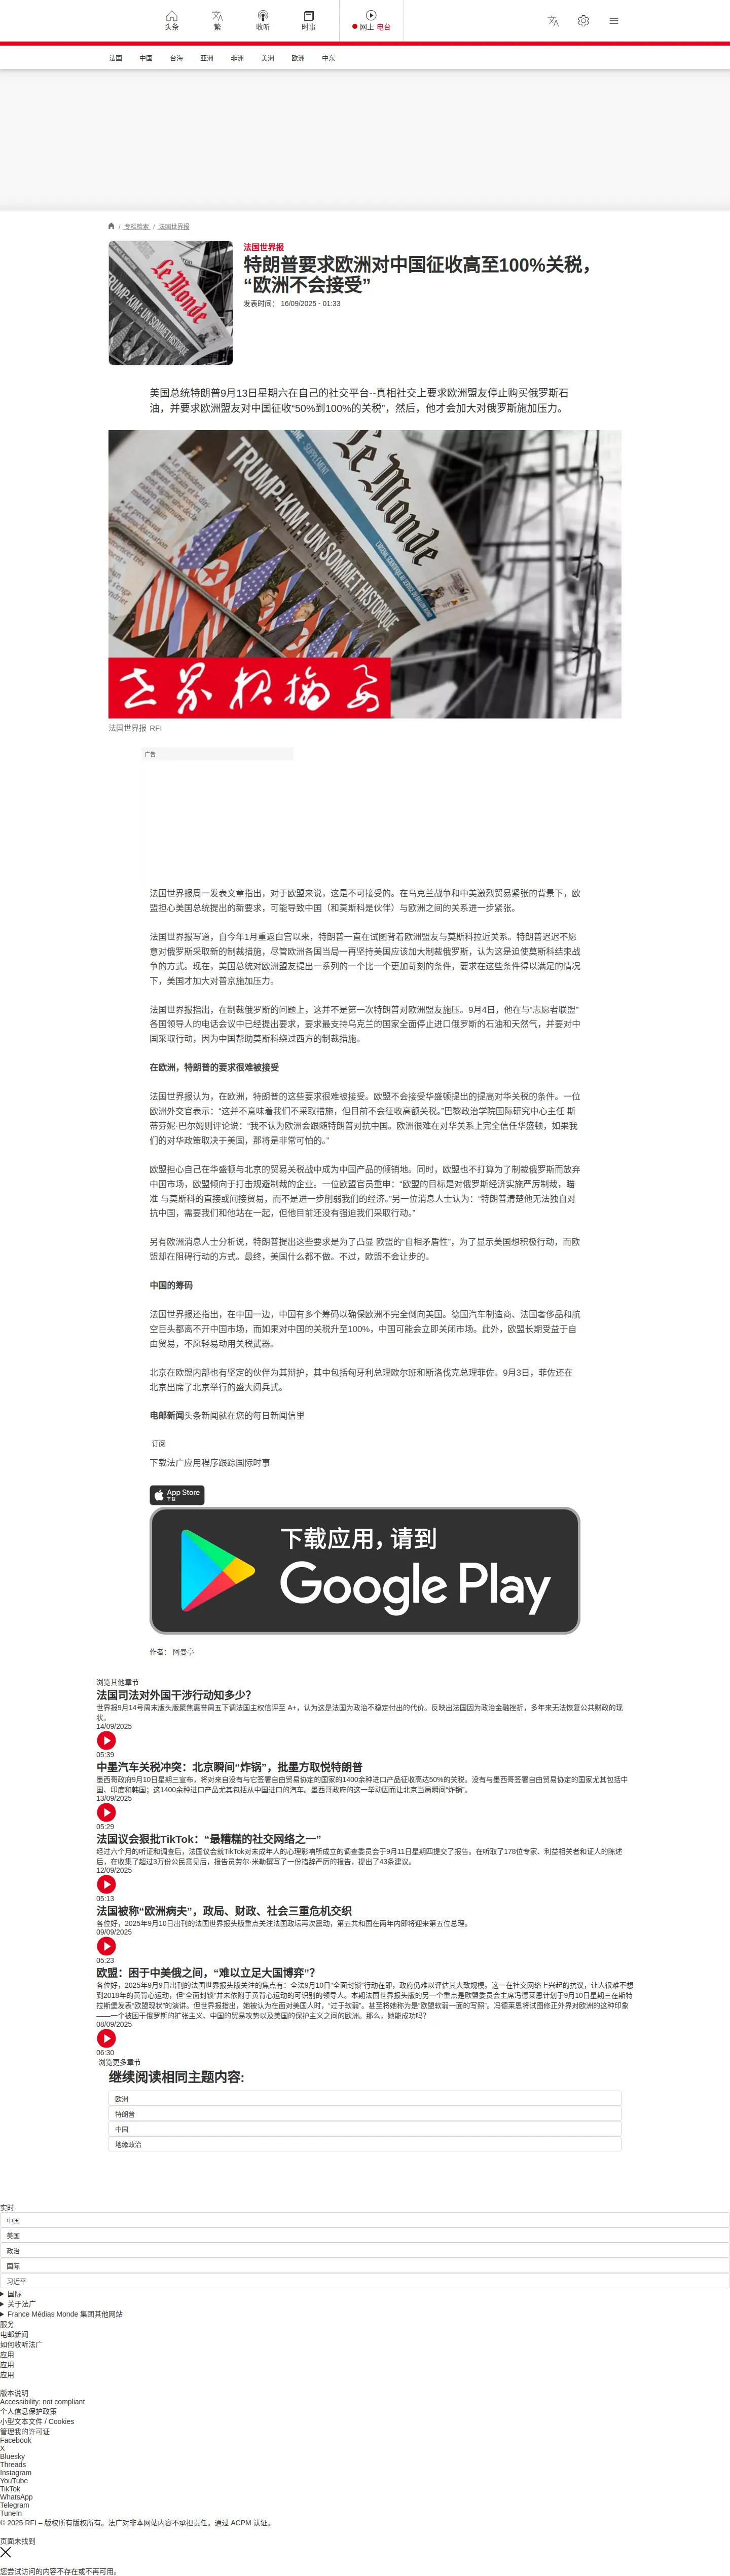 头条
繁
收听
时事
网上 电台
法国
中国
台海
亚洲
非洲
美洲
欧洲
中东
/ 专栏检索 / 法国世界报
Le Monde
TRUMP-KIM, UN SOMMET HISTORIQUE
法国世界报
特朗普要求欧洲对中国征收高至100%关税，
“欧洲不会接受”
发表时间： 16/09/2025 - 01:33
美国总统特朗普9月13日星期六在自己的社交平台--真相社交上要求欧洲盟友停止购买俄罗斯石
油，并要求欧洲盟友对中国征收“50%到100%的关税”，然后，他才会加大对俄罗斯施加压力。
Le Monde
TRUMP-KIM, UN SOMMET HISTORIQUE
世界报摘要
法国世界报 RFI
广告
法国世界报周一发表文章指出，对于欧盟来说，这是不可接受的。在乌克兰战争和中美激烈贸易紧张的背景下，欧
盟担心美国总统提出的新要求，可能导致中国（和莫斯科是伙伴）与欧洲之间的关系进一步紧张。
法国世界报写道，自今年1月重返白宫以来，特朗普一直在试图背着欧洲盟友与莫斯科拉近关系。特朗普迟迟不愿
意对俄罗斯采取新的制裁措施，尽管欧洲各国当局一再坚持美国应该加大制裁俄罗斯，认为这是迫使莫斯科结束战
争的方式。现在，美国总统对欧洲盟友提出一系列的一个比一个更加苛刻的条件，要求在这些条件得以满足的情况
下，美国才加大对普京施加压力。
法国世界报指出，在制裁俄罗斯的问题上，这并不是第一次特朗普对欧洲盟友施压。9月4日，他在与“志愿者联盟”
各国领导人的电话会议中已经提出要求，要求最支持乌克兰的国家全面停止进口俄罗斯的石油和天然气，并要对中
国采取行动，因为中国帮助莫斯科绕过西方的制裁措施。
在欧洲，特朗普的要求很难被接受
法国世界报认为，在欧洲，特朗普的这些要求很难被接受。欧盟不会接受华盛顿提出的提高对华关税的条件。一位
欧洲外交官表示：“这并不意味着我们不采取措施，但目前不会征收高额关税。”巴黎政治学院国际研究中心主任 斯
蒂芬妮·巴尔姆则评论说：“我不认为欧洲会跟随特朗普对抗中国。欧洲很难在对华关系上完全信任华盛顿，如果我
们的对华政策取决于美国，那将是非常可怕的。”
欧盟担心自己在华盛顿与北京的贸易关税战中成为中国产品的倾销地。同时，欧盟也不打算为了制裁俄罗斯而放弃
中国市场，欧盟倾向于打击规避制裁的企业。一位欧盟官员重申：“欧盟的目标是对俄罗斯经济实施严厉制裁，瞄
准 与莫斯科的直接或间接贸易，而不是进一步削弱我们的经济。”另一位消息人士认为：“特朗普清楚他无法独自对
抗中国，需要我们和他站在一起，但他目前还没有强迫我们采取行动。”
另有欧洲消息人士分析说，特朗普提出这些要求是为了凸显 欧盟的“自相矛盾性”，为了显示美国想积极行动，而欧
盟却在阻碍行动的方式。最终，美国什么都不做。不过，欧盟不会让步的。
中国的筹码
法国世界报还指出，在中国一边，中国有多个筹码以确保欧洲不完全倒向美国。德国汽车制造商、法国奢侈品和航
空巨头都离不开中国市场，而如果对中国的关税升至100%，中国可能会立即关闭市场。此外，欧盟长期受益于自
由贸易，不愿轻易动用关税武器。
北京在欧盟内部也有坚定的伙伴为其辩护，其中包括匈牙利总理欧尔班和斯洛伐克总理菲佐。9月3日，菲佐还在
北京出席了北京举行的盛大阅兵式。
电邮新闻头条新闻就在您的每日新闻信里
订阅
下载法广应用程序跟踪国际时事
App Store
下载
下载应用，请到
Google Play
作者： 阿曼亭
浏览其他章节
法国司法对外国干涉行动知多少？
世界报9月14号周末版头版聚焦惠誉周五下调法国主权信评至 A+，认为这是法国为政治不稳定付出的代价。反映出法国因为政治金融挫折，多年来无法恢复公共财政的现
状。
14/09/2025
05:39
中墨汽车关税冲突：北京瞬间“炸锅”，批墨方取悦特朗普
墨西哥政府9月10日星期三宣布，将对来自没有与它签署自由贸易协定的国家的1400余种进口产品征收高达50%的关税。没有与墨西哥签署自由贸易协定的国家尤其包括中
国、印度和韩国；这1400余种进口产品尤其包括从中国进口的汽车。墨西哥政府的这一举动因而让北京当局瞬间“炸锅”。
13/09/2025
05:29
法国议会狠批TikTok：“最糟糕的社交网络之一”
经过六个月的听证和调查后，法国议会就TikTok对未成年人的心理影响所成立的调查委员会于9月11日星期四提交了报告。在听取了178位专家、利益相关者和证人的陈述
后，在收集了超过3万份公民意见后，报告员劳尔·米勒撰写了一份措辞严厉的报告，提出了43条建议。
12/09/2025
05:13
法国被称“欧洲病夫”，政局、财政、社会三重危机交织
各位好，2025年9月10日出刊的法国世界报头版重点关注法国政坛再次震动，第五共和国在两年内即将迎来第五位总理。
09/09/2025
05:23
欧盟：困于中美俄之间，“难以立足大国博弈”？
各位好，2025年9月9日出刊的法国世界报头版关注的焦点有：全法9月10日“全面封锁”行动在即，政府仍难以评估其大致规模。这一在社交网络上兴起的抗议，让人很难不想
到2018年的黄背心运动，但“全面封锁”并未依附于黄背心运动的可识别的领导人。本期法国世界报头版的另一个重点是欧盟委员会主席冯德莱恩计划于9月10日星期三在斯特
拉斯堡发表“欧盟现状”的演讲。但世界报指出，她被认为在面对美国人时，“过于软弱”。甚至将她称为是“欧盟软弱一面的写照”。冯德莱恩将试图修正外界对欧洲的这种印象
——一个被困于俄罗斯的扩张主义、中国的贸易攻势以及美国的保护主义之间的欧洲。那么，她能成功吗？
08/09/2025
06:30
浏览更多章节
继续阅读相同主题内容:
欧洲
特朗普
中国
地缘政治
实时
中国
美国
政治
国际
习近平
国际
关于法广
France Médias Monde 集团其他网站
服务
电邮新闻
如何收听法广
应用
应用
应用
版本说明
Accessibility: not compliant
个人信息保护政策
小型文本文件 / Cookies
管理我的许可证
Facebook
X
Bluesky
Threads
Instagram
YouTube
TikTok
WhatsApp
Telegram
TuneIn
© 2025 RFI – 版权所有版权所有。法广对非本网站内容不承担责任。通过 ACPM 认证。
页面未找到
您尝试访问的内容不存在或不再可用。